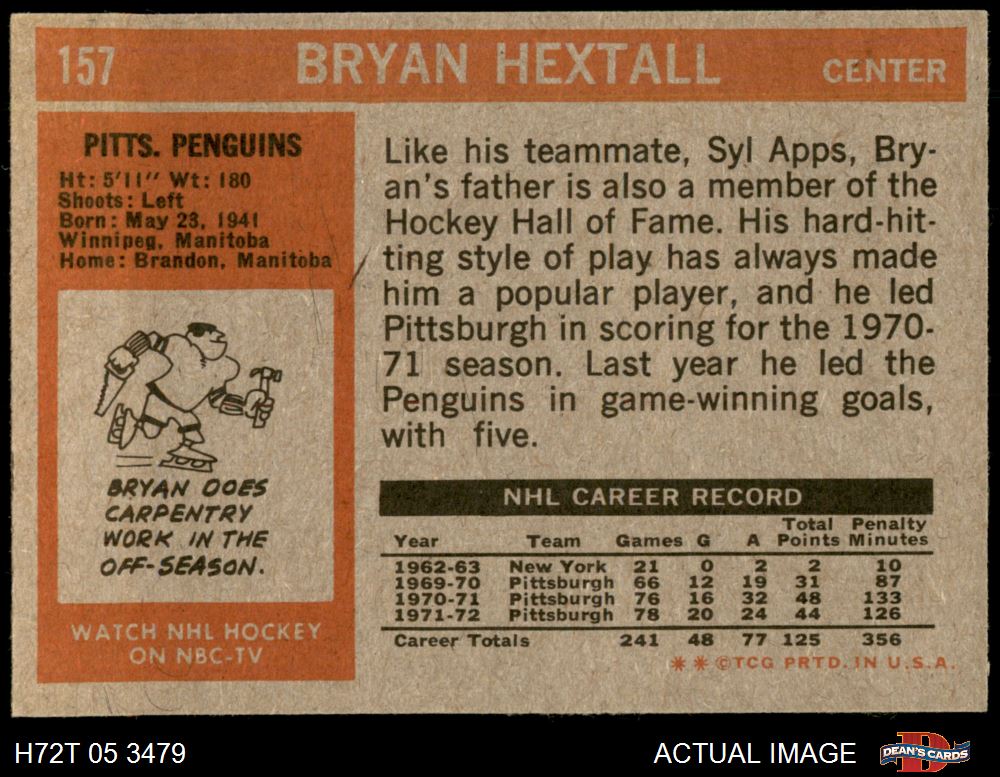 157 BRYAN HEXTALL CENTER
PITTS. PENGUINS
Ht: 5'11" Wt: 180
Shoots: Left
Born: May 23, 1941
Winnipeg, Manitoba
Home: Brandon, Manitoba
BRYAN DOES
CARPENTRY
WORK IN THE
OFF-SEASON.
WATCH NHL HOCKEY
ON NBC-TV
Like his teammate, Syl Apps, Bry-
an's father is also a member of the
Hockey Hall of Fame. His hard-hit-
ting style of play has always made
him a popular player, and he led
Pittsburgh in scoring for the 1970-
71 season. Last year he led the
Penguins in game-winning goals,
with five.
NHL CAREER RECORD
Total Penalty
Year Team Games G A Points Minutes
1962-63 New York 21 0 2 2 10
1969-70 Pittsburgh 66 12 19 31 87
1970-71 Pittsburgh 76 16 32 48 133
1971-72 Pittsburgh 78 20 24 44 126
Career Totals 241 48 77 125 356
* * ©TCG PRTD. IN U.S.A.
H72T 05 3479 ACTUAL IMAGE D DEAN'S CARDS